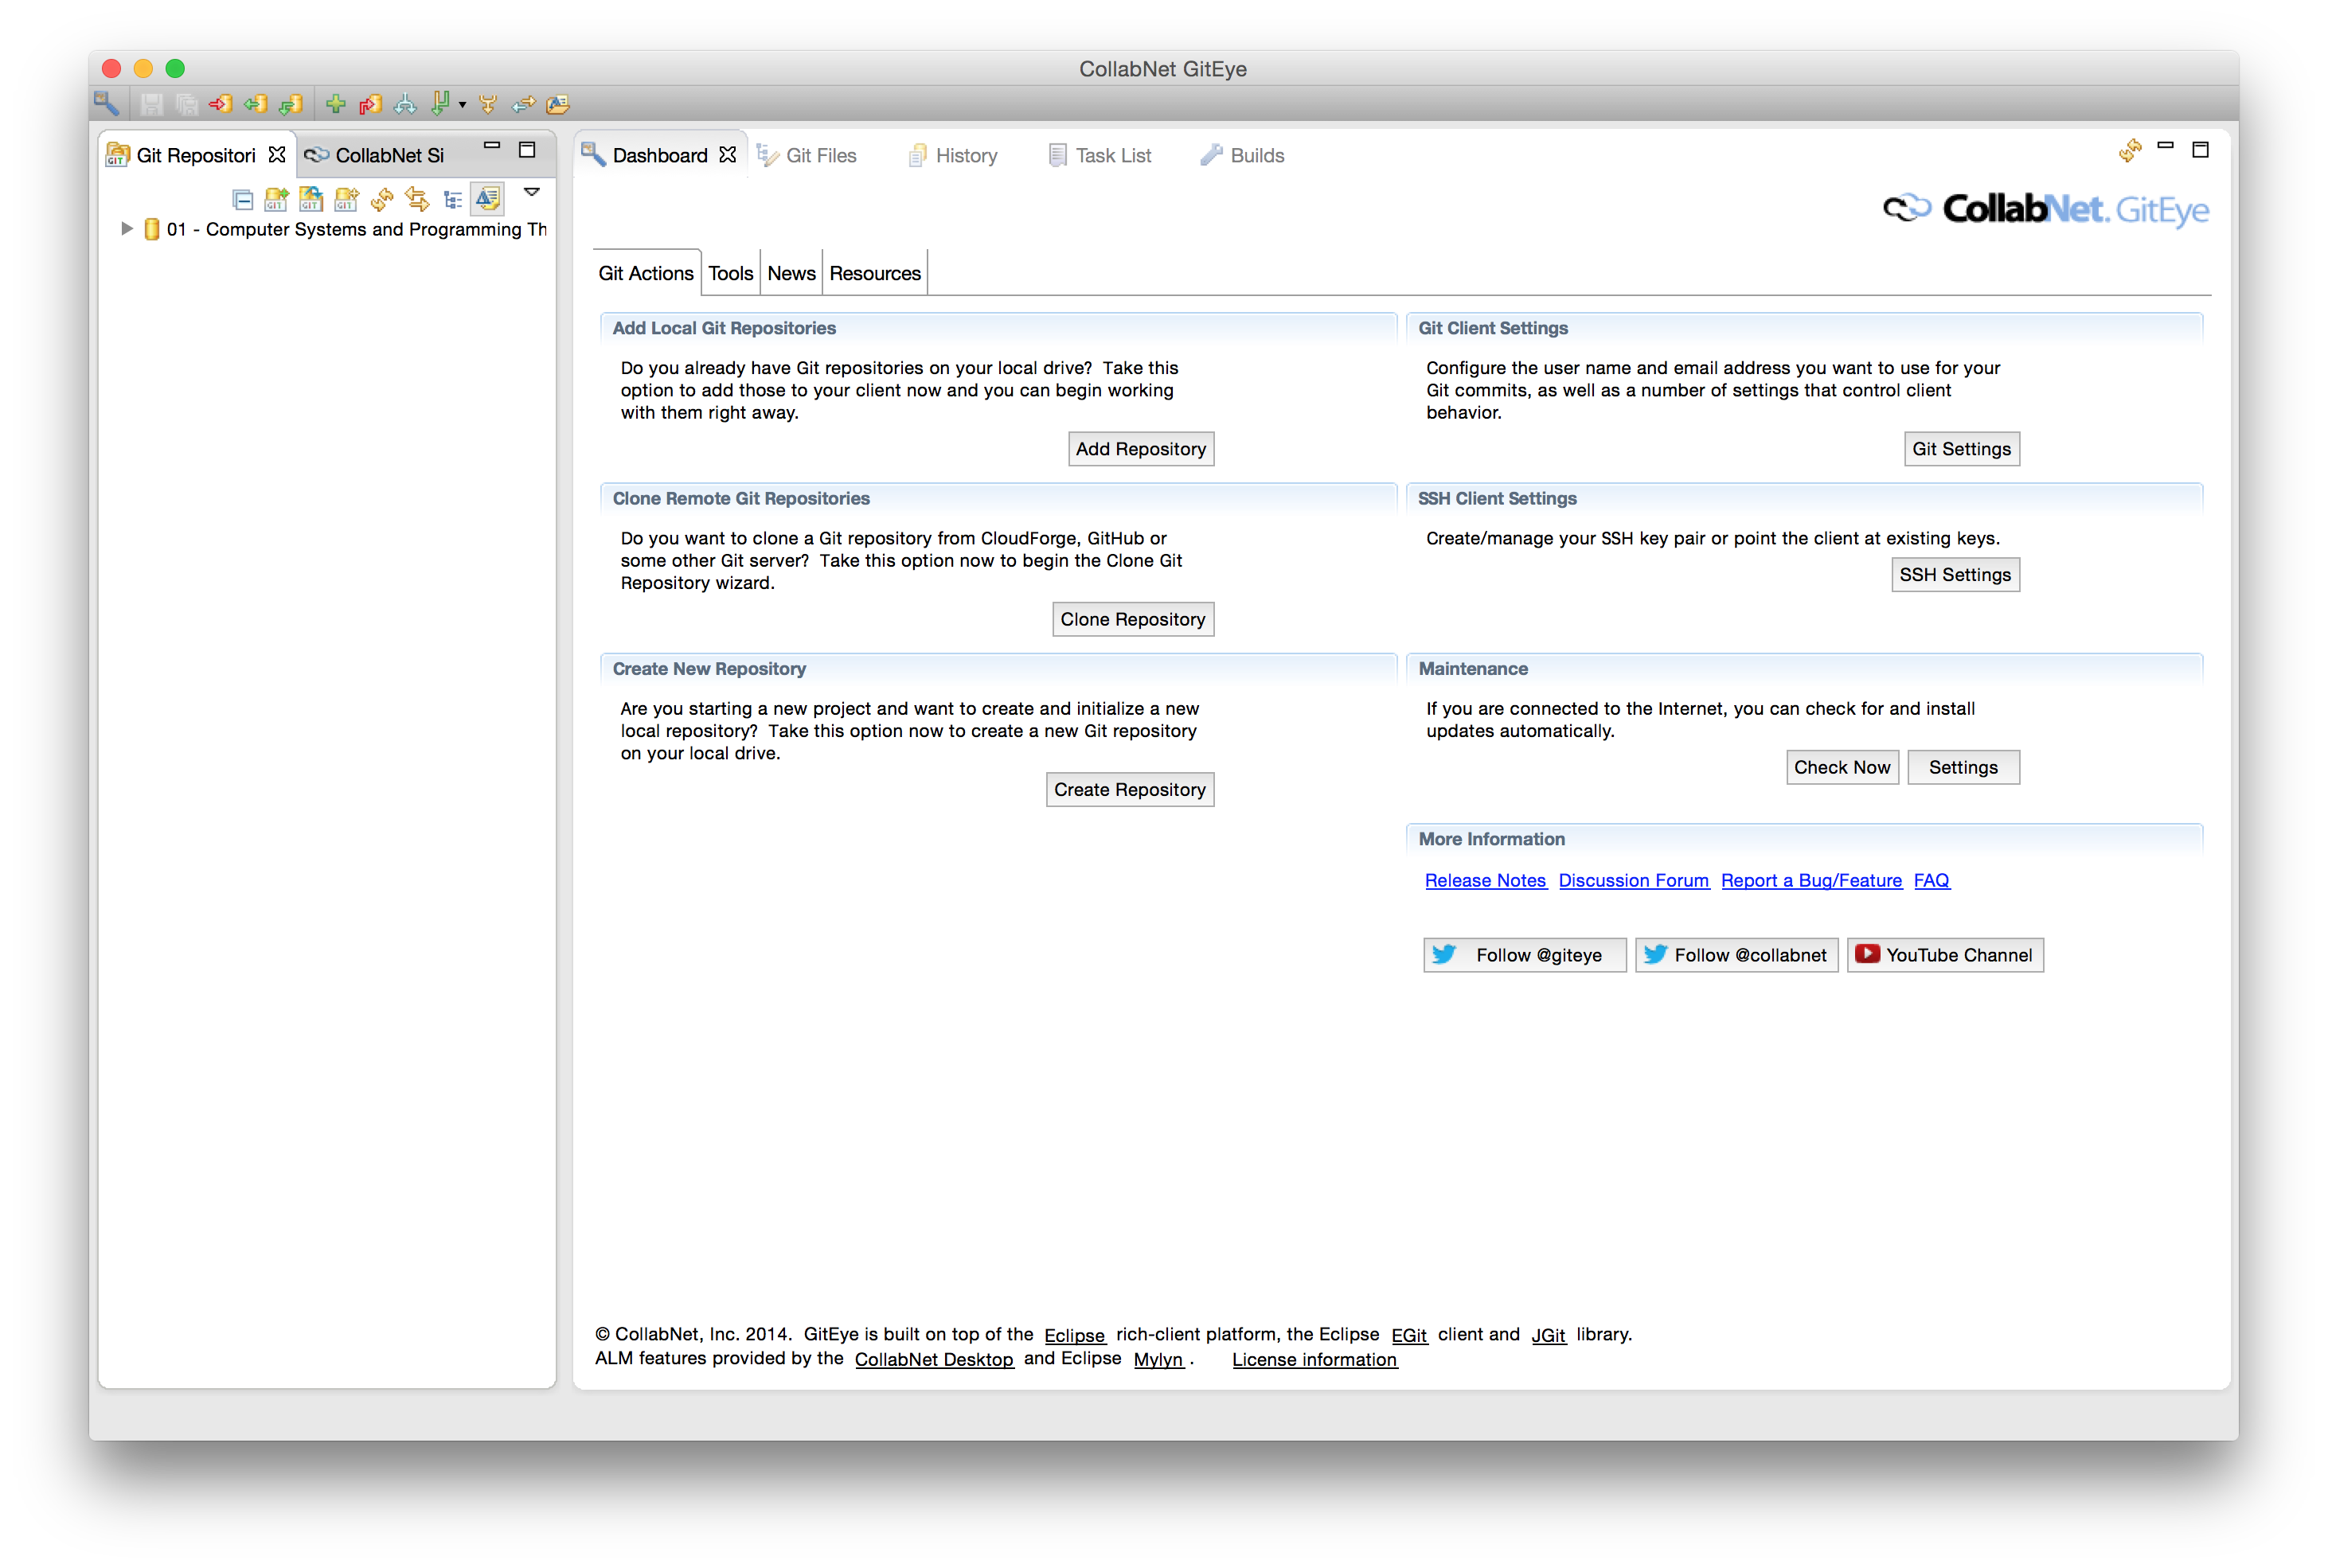 CollabNet GitEye
Git Repositori
CollabNet Si
Dashboard
Git Files
History
Task List
Builds
01 - Computer Systems and Programming Th
CollabNet. GitEye
Git Actions
Tools
News
Resources
Add Local Git Repositories
Do you already have Git repositories on your local drive?  Take this
option to add those to your client now and you can begin working
with them right away.
Add Repository
Git Client Settings
Configure the user name and email address you want to use for your
Git commits, as well as a number of settings that control client
behavior.
Git Settings
Clone Remote Git Repositories
Do you want to clone a Git repository from CloudForge, GitHub or
some other Git server?  Take this option now to begin the Clone Git
Repository wizard.
Clone Repository
SSH Client Settings
Create/manage your SSH key pair or point the client at existing keys.
SSH Settings
Create New Repository
Are you starting a new project and want to create and initialize a new
local repository?  Take this option now to create a new Git repository
on your local drive.
Create Repository
Maintenance
If you are connected to the Internet, you can check for and install
updates automatically.
Check Now
Settings
More Information
Release Notes Discussion Forum Report a Bug/Feature FAQ
Follow @giteye
Follow @collabnet
YouTube Channel
© CollabNet, Inc. 2014.  GitEye is built on top of the Eclipse rich-client platform, the Eclipse EGit client and JGit library.
ALM features provided by the CollabNet Desktop and Eclipse Mylyn . License information